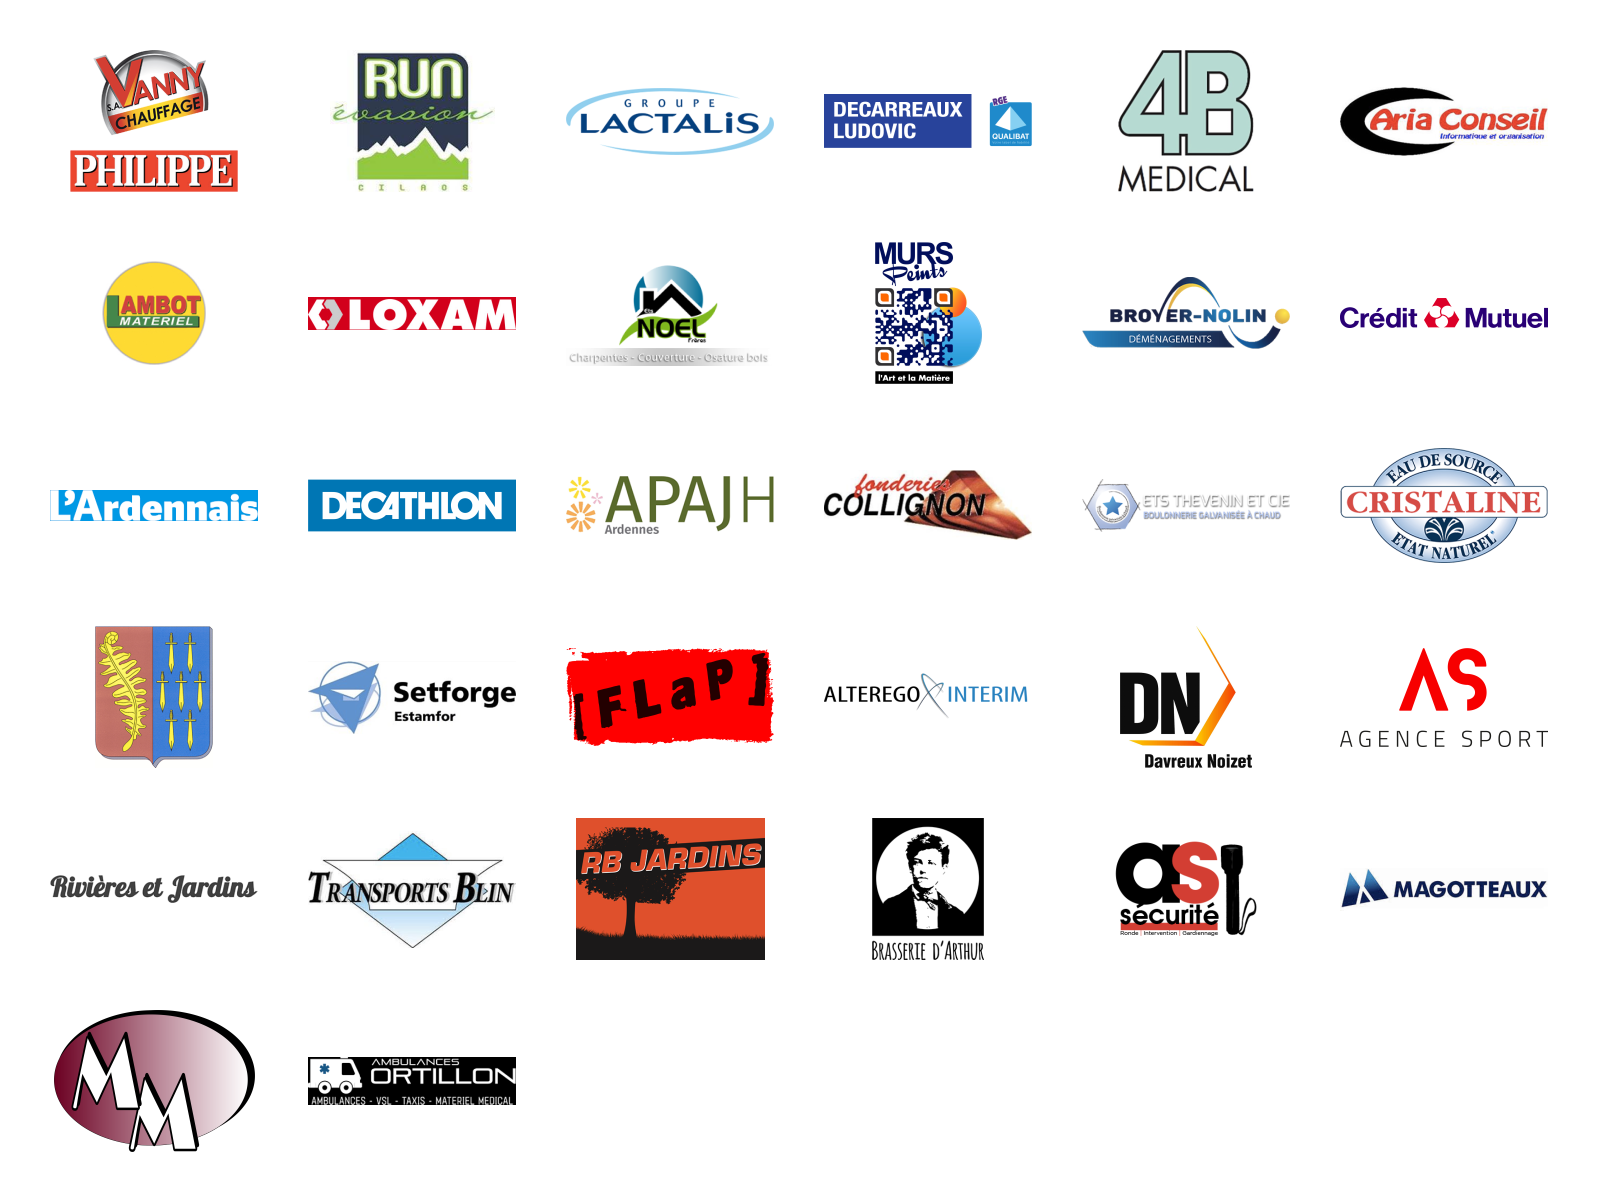 VANNY
S.A.
CHAUFFAGE
PHILIPPE
RUN
évasion
CILAOS
GROUPE
LACTALiS
DECARREAUX
LUDOVIC
RGE
QUALIBAT
4B
MEDICAL
Aria Conseil
Informatique et organisation
LAMBOT
MATERIEL
LOXAM
NOEL
Frères
Charpentes - Couverture - Osature bois
MURS
Peints
l'Art et la Matière
BROYER-NOLIN
DÉMÉNAGEMENTS
Crédit Mutuel
L'Ardennais
DECATHLON
APAJH
Ardennes
fonderies
COLLIGNON
ETS THEVENIN ET CIE
BOULONNERIE GALVANISÉE À CHAUD
EAU DE SOURCE
CRISTALINE
ETAT NATUREL
Setforge
Estamfor
[FLaP]
ALTEREGO INTERIM
DN
Davreux Noizet
AS
AGENCE SPORT
Rivières et Jardins
TRANSPORTS BLIN
RB JARDINS
BRASSERIE D'ARTHUR
as
sécurité
Ronde | Intervention | Gardiennage
MAGOTTEAUX
MM
AMBULANCES
ORTILLON
AMBULANCES - VSL - TAXIS - MATERIEL MEDICAL